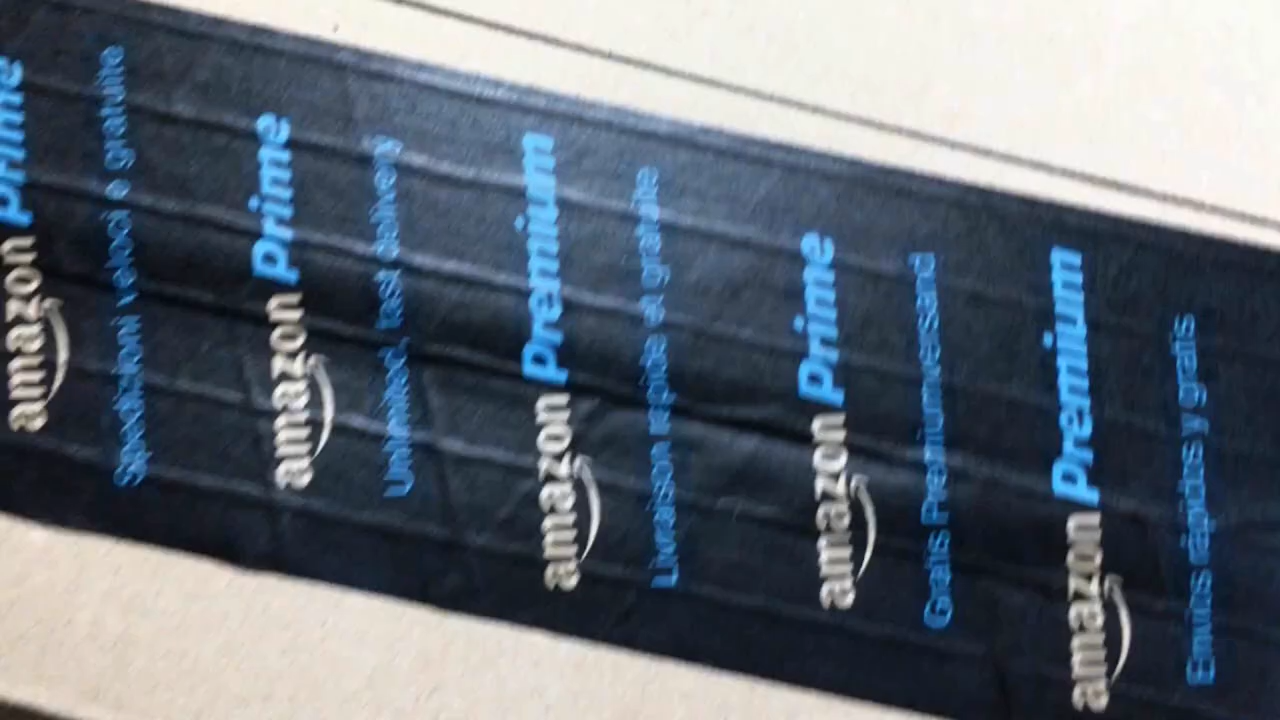 amazon Prime
Spedizioni veloci e gratuite
amazon Prime
Unlimited, fast delivery
amazon Premium
Livraison rapide et gratuite
amazon Prime
Gratis Premiumversand
amazon Premium
Envíos rápidos y gratis